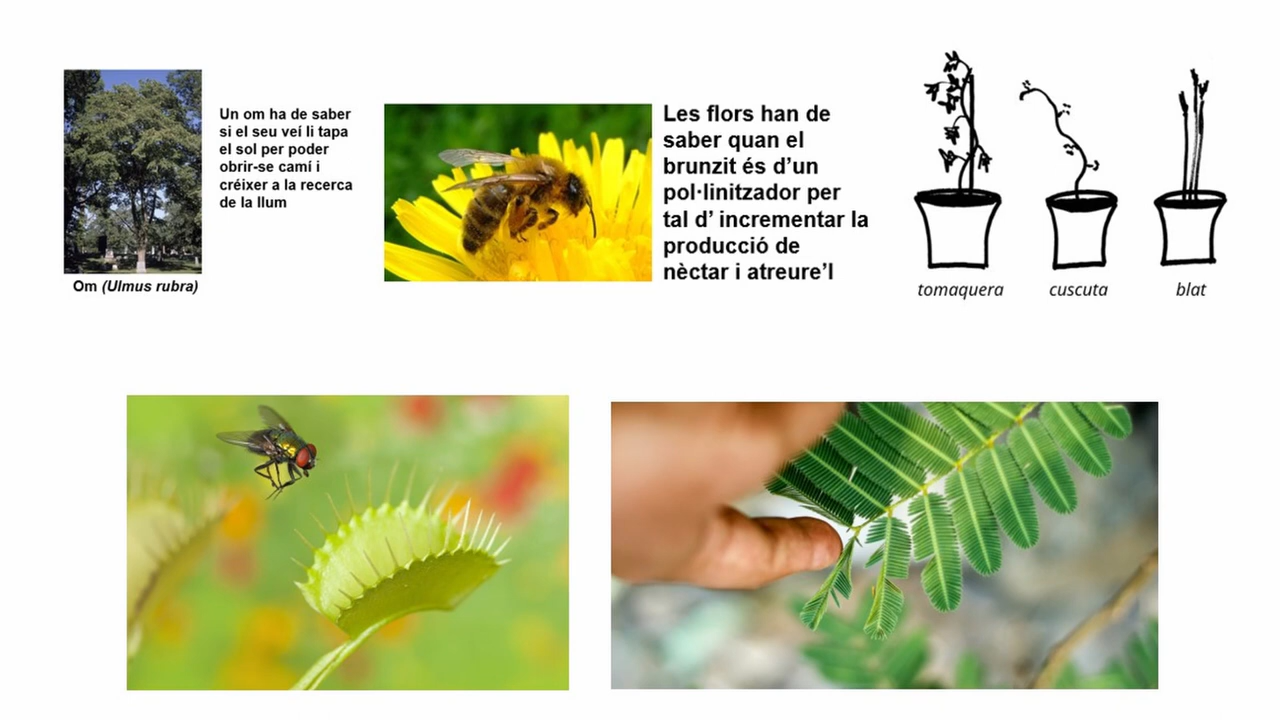 Un om ha de saber
si el seu veí li tapa
el sol per poder
obrir-se camí i
créixer a la recerca
de la llum
Om (Ulmus rubra)
Les flors han de
saber quan el
brunzit és d’un
pol·linitzador per
tal d’ incrementar la
producció de
nèctar i atreure’l
tomaquera
cuscuta
blat